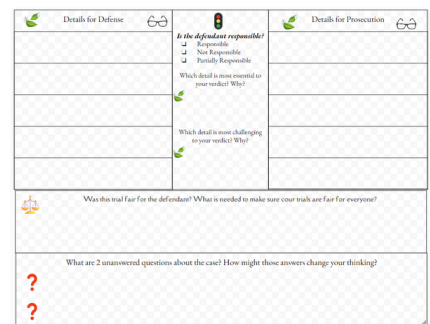 Details for Defense
Details for Prosecution
Is the defendant responsible?
Responsible
Not Responsible
Partially Responsible
Which detail is most essential to
your verdict? Why?
Which detail is most challenging
to your verdict? Why?
Was this trial fair for the defendant? What is needed to make sure cour trials are fair for everyone?
What are 2 unanswered questions about the case? How might those answers change your thinking?